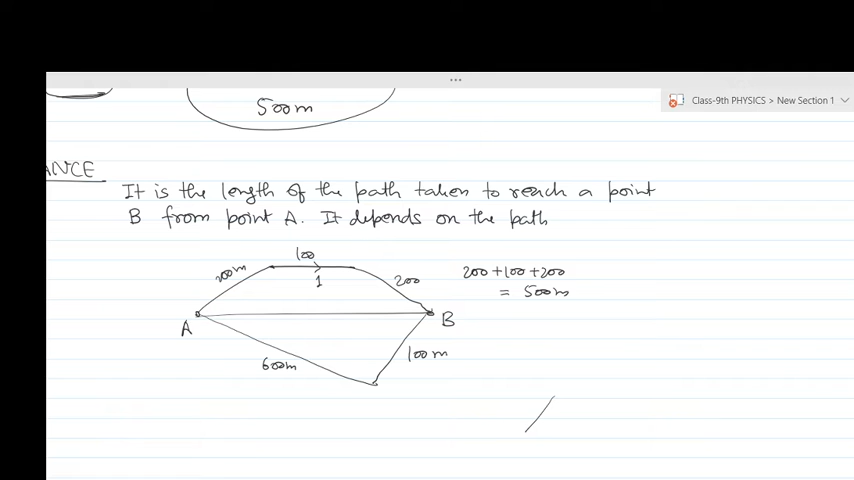 500m
Class-9th PHYSICS > New Section 1
ANCE
It is the length of the path taken to reach a point
B from point A. It depends on the path
100
200m
1
200
200+100+200
= 500m
A
B
600m
100m